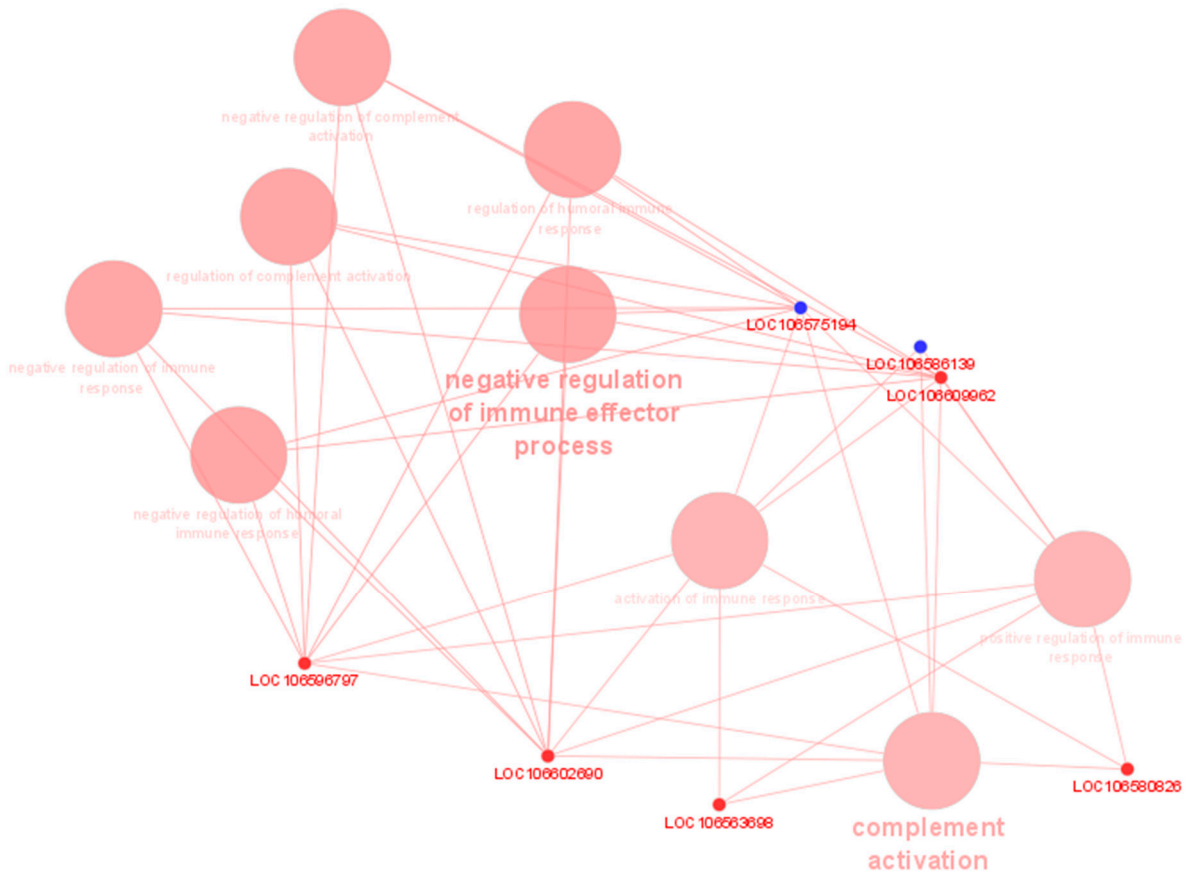 negative regulation of complement
activation
regulation of humoral immune
response
regulation of complement activation
LOC106575194
negative regulation of immune
response
LOC106586139
negative regulation
of immune effector
process
LOC106609962
negative regulation of humoral
immune response
activation of immune response
positive regulation of immune
response
LOC106596797
LOC106602690
LOC106580826
LOC106563698
complement
activation